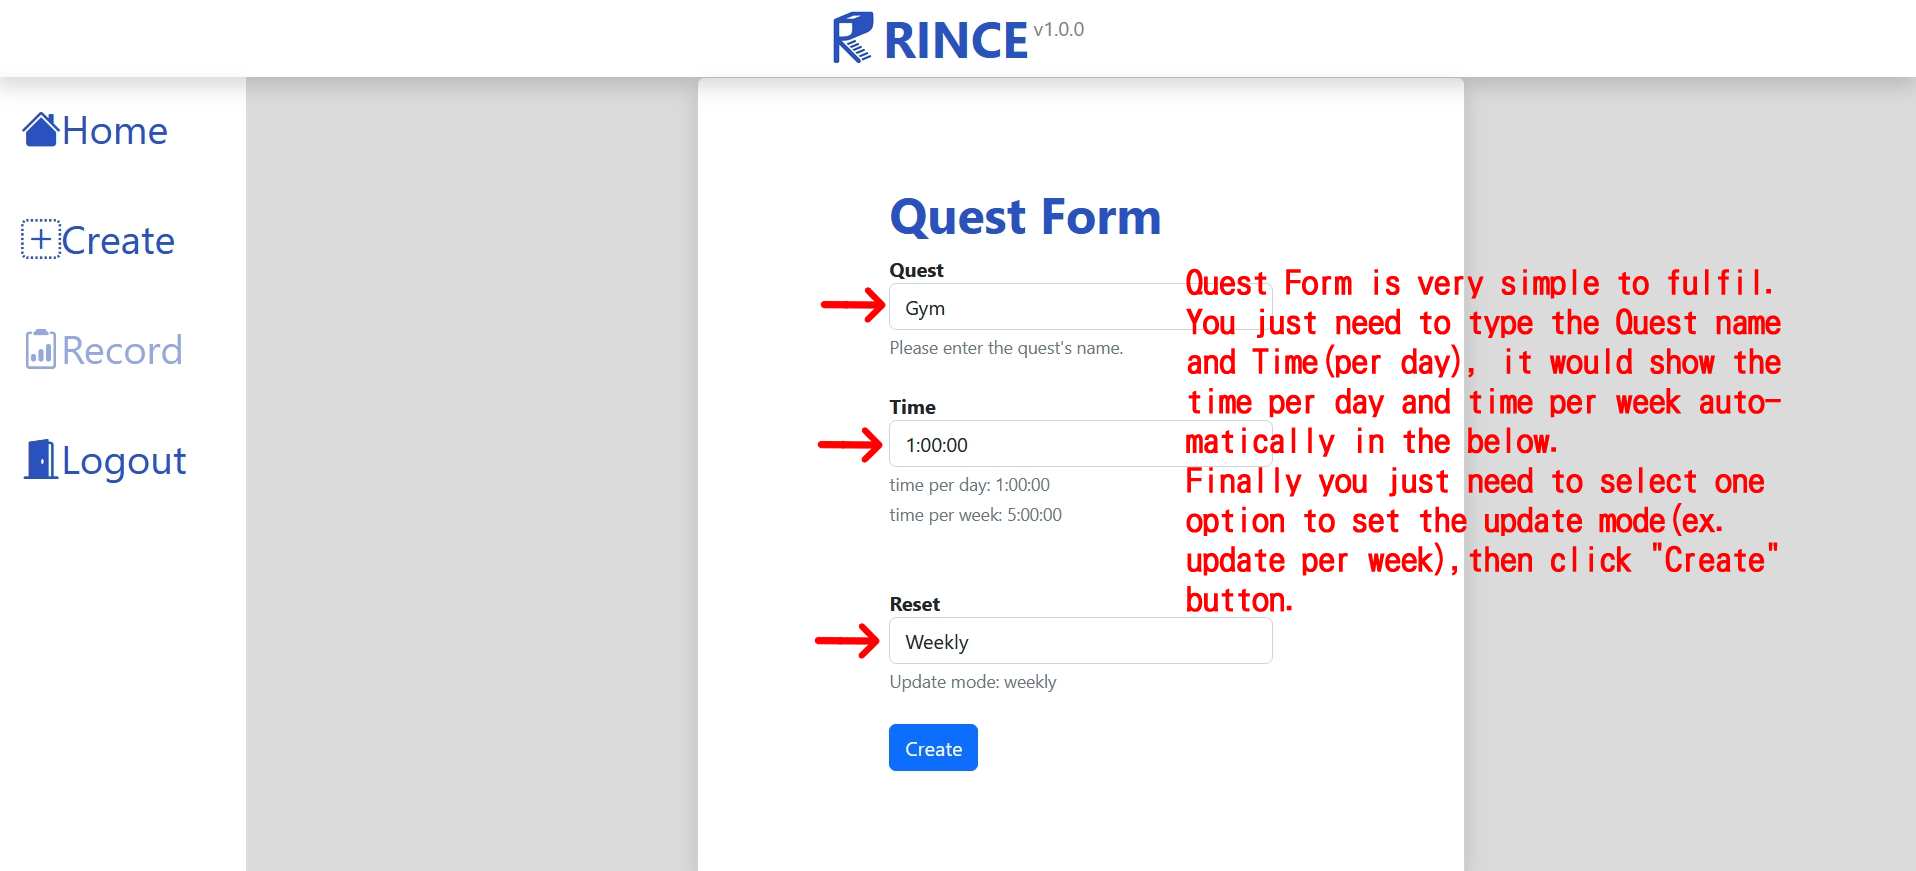 RINCE v1.0.0
Home
Create
Record
Logout
Quest Form
Quest
Gym
Please enter the quest's name.
Time
1:00:00
time per day: 1:00:00
time per week: 5:00:00
Reset
Weekly
Update mode: weekly
Create
Quest Form is very simple to fulfil.
You just need to type the Quest name
and Time(per day), it would show the
time per day and time per week auto-
matically in the below.
Finally you just need to select one
option to set the update mode(ex.
update per week),then click "Create"
button.